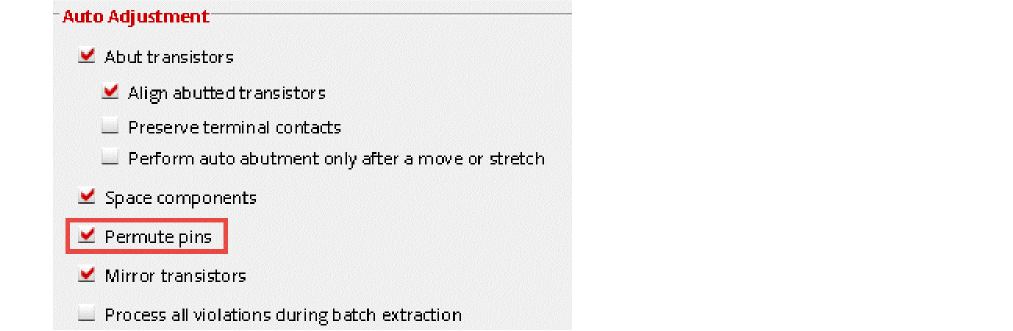 Auto Adjustment
Abut transistors
Align abutted transistors
Preserve terminal contacts
Perform auto abutment only after a move or stretch
Space components
Permute pins
Mirror transistors
Process all violations during batch extraction